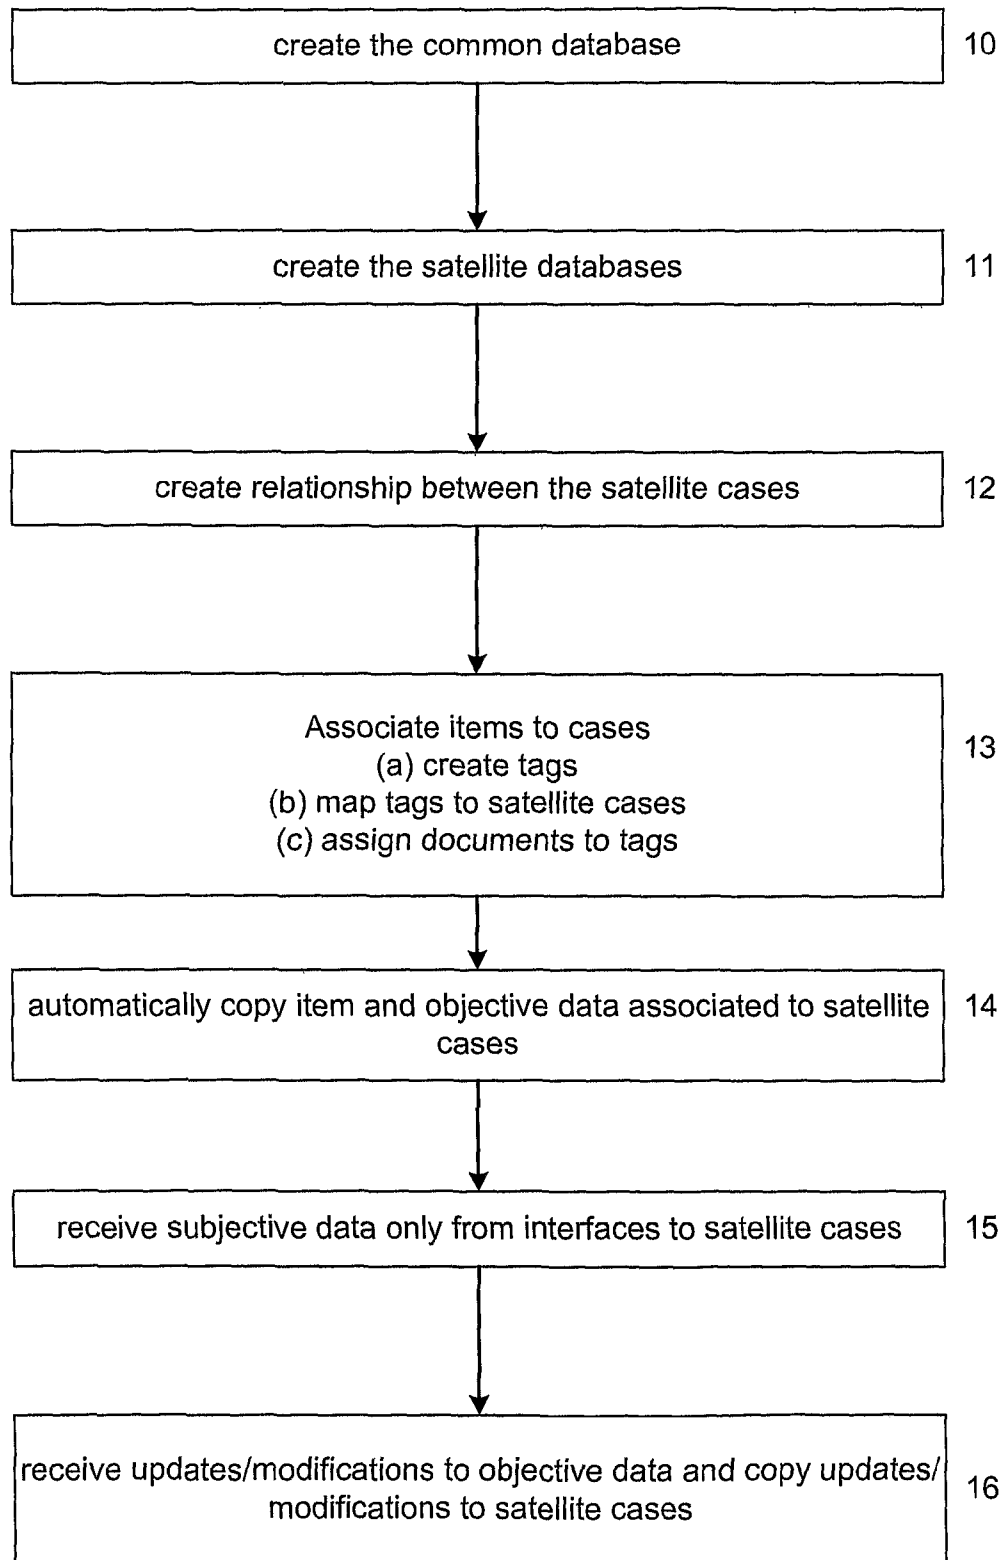 create the common database
10
create the satellite databases
11
create relationship between the satellite cases
12
Associate items to cases
(a) create tags
(b) map tags to satellite cases
(c) assign documents to tags
13
automatically copy item and objective data associated to satellite
cases
14
receive subjective data only from interfaces to satellite cases
15
receive updates/modifications to objective data and copy updates/
modifications to satellite cases
16